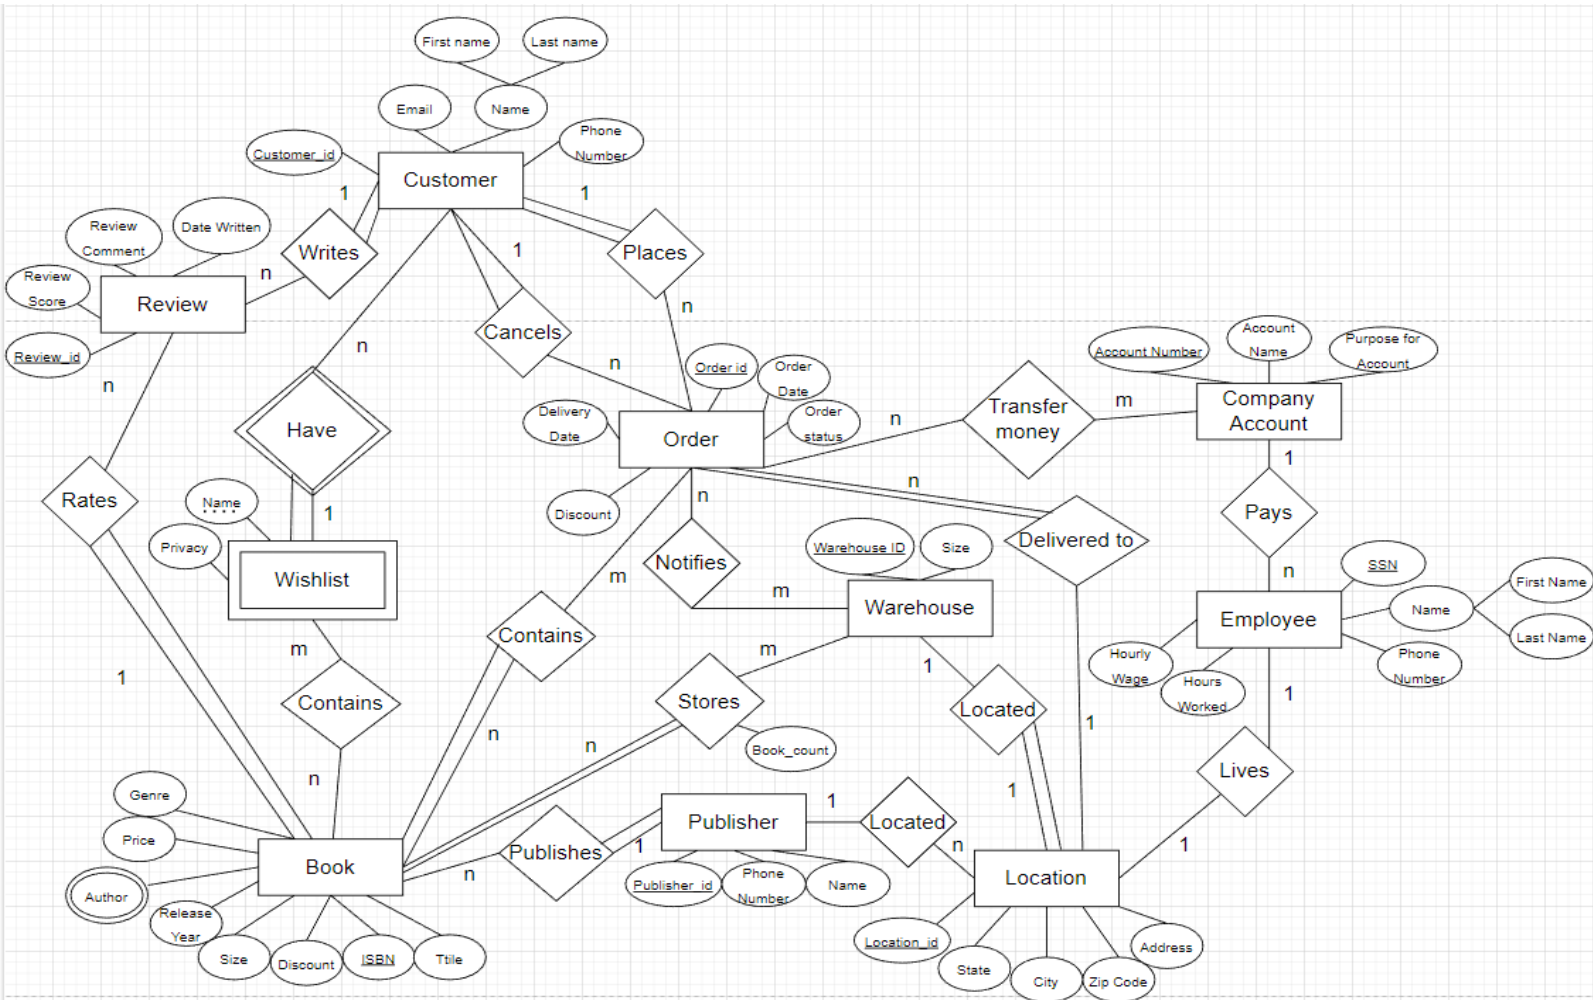 First name
Last name
Email
Name
Phone
Number
Customer_id
Customer
1
1
Review
Comment
Date Written
Writes
1
Places
Review
Score
n
Review
n
Review_id
Cancels
n
n
n
Have
Order id
Order
Date
Delivery
Date
Order
Order
status
Discount
n
Transfer
money
m
Account Number
Account
Name
Purpose for
Account
Company
Account
1
Rates
Name
1
Privacy
Wishlist
n
n
Notifies
m
Warehouse ID
Size
Delivered to
Pays
n
SSN
First Name
Name
Last Name
Employee
Phone
Number
Hourly
Wage
Hours
Worked
Warehouse
m
Contains
m
1
m
1
1
Contains
Stores
Located
1
n
n
Book_count
Lives
n
1
Genre
Price
Author
Release
Year
Size
Discount
ISBN
Ttile
Book
n
Publishes
1
Publisher
1
Located
n
1
Publisher_id
Phone
Number
Name
Location
Location_id
State
City
Zip Code
Address